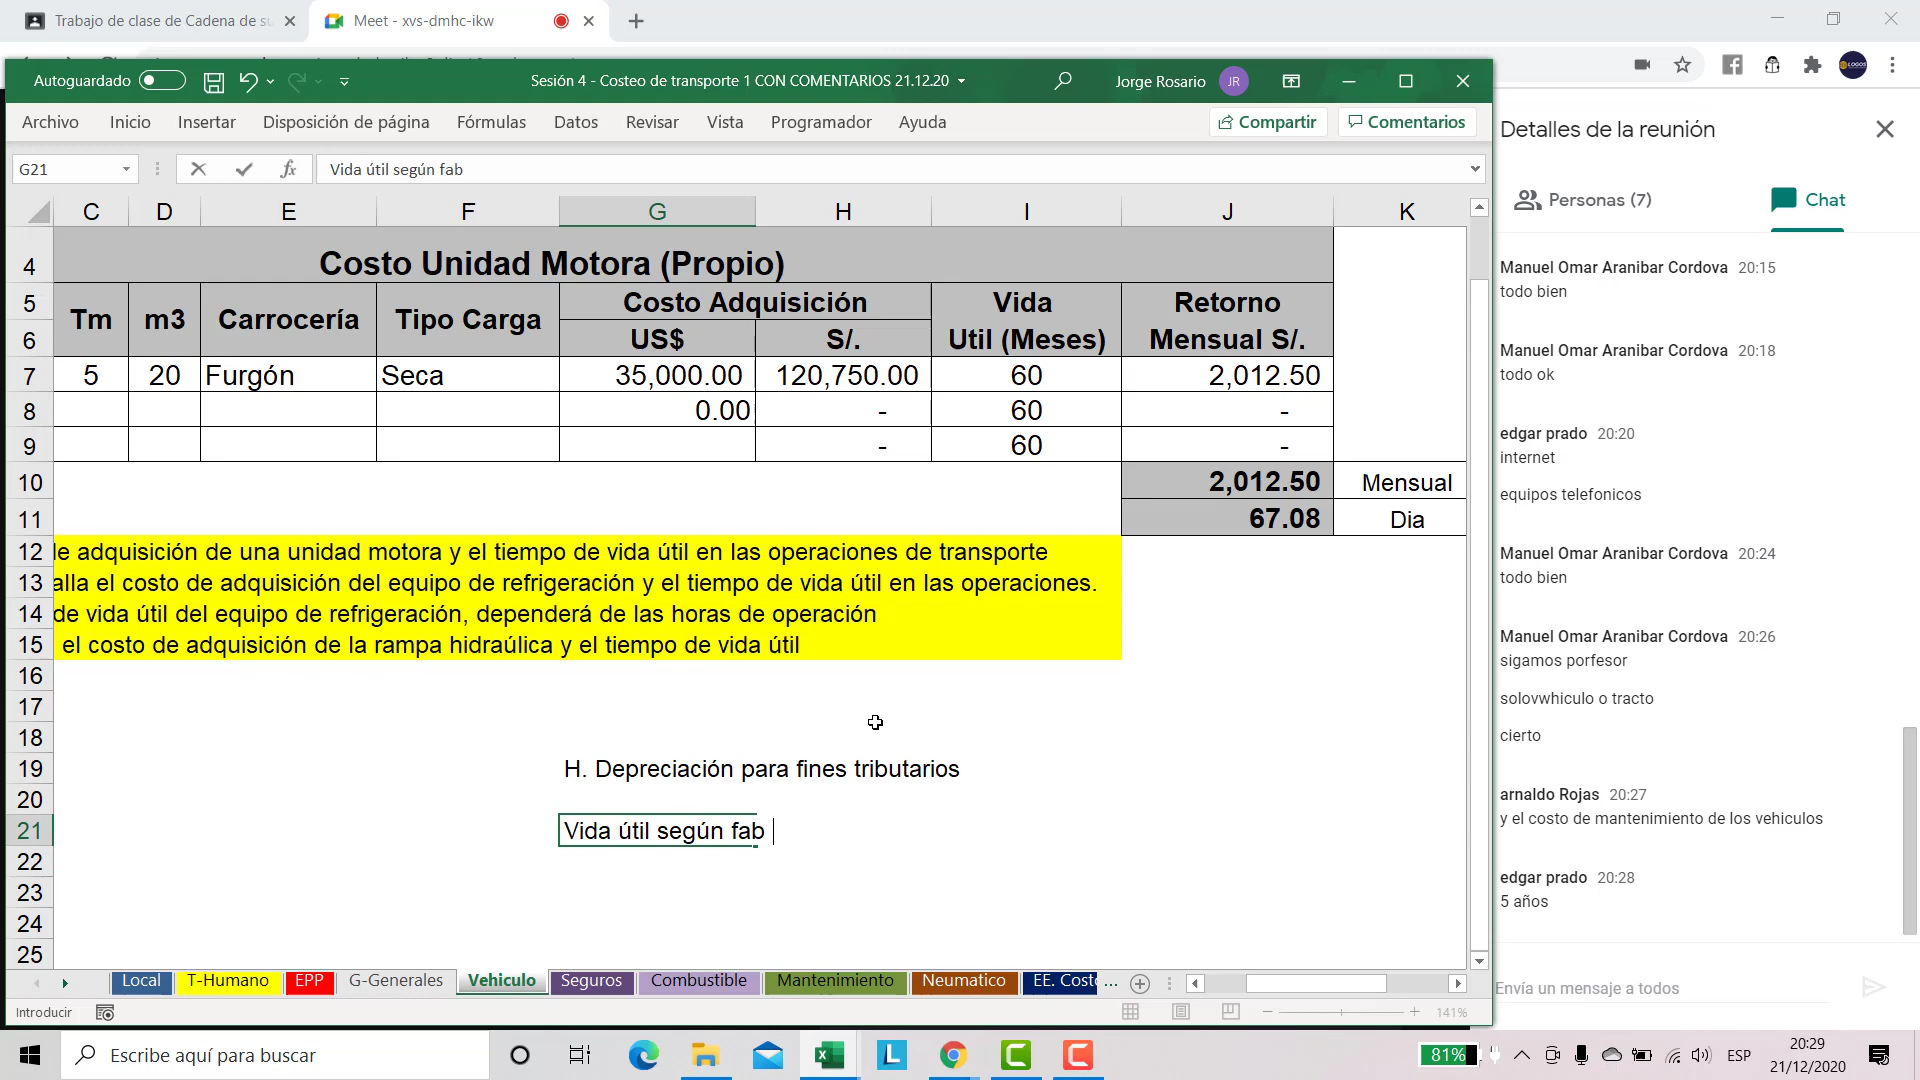 Trabajo de clase de Cadena de su
Meet - xvs-dmhc-ikw
Autoguardado
Sesión 4 - Costeo de transporte 1 CON COMENTARIOS 21.12.20
Jorge Rosario
JR
Archivo Inicio Insertar Disposición de página Fórmulas Datos Revisar Vista Programador Ayuda
Compartir Comentarios
G21 fx Vida útil según fab
C D E F G H I J K
4 Costo Unidad Motora (Propio)
5 Tm m3 Carrocería Tipo Carga Costo Adquisición Vida Retorno
6 US$ S/. Util (Meses) Mensual S/.
7 5 20 Furgón Seca 35,000.00 120,750.00 60 2,012.50
8 0.00 - 60 -
9 - 60 -
10 2,012.50 Mensual
11 67.08 Dia
12 le adquisición de una unidad motora y el tiempo de vida útil en las operaciones de transporte
13 alla el costo de adquisición del equipo de refrigeración y el tiempo de vida útil en las operaciones.
14 de vida útil del equipo de refrigeración, dependerá de las horas de operación
15 el costo de adquisición de la rampa hidraúlica y el tiempo de vida útil
16
17
18
19 H. Depreciación para fines tributarios
20
21 Vida útil según fab
22
23
24
25
Local T-Humano EPP G-Generales Vehiculo Seguros Combustible Mantenimiento Neumatico EE. Coste ...
Introducir
141%
Detalles de la reunión
Personas (7) Chat
Manuel Omar Aranibar Cordova 20:15
todo bien
Manuel Omar Aranibar Cordova 20:18
todo ok
edgar prado 20:20
internet
equipos telefonicos
Manuel Omar Aranibar Cordova 20:24
todo bien
Manuel Omar Aranibar Cordova 20:26
sigamos porfesor
solovwhiculo o tracto
cierto
arnaldo Rojas 20:27
y el costo de mantenimiento de los vehiculos
edgar prado 20:28
5 años
Envía un mensaje a todos
Escribe aquí para buscar
81%
ESP
20:29
21/12/2020